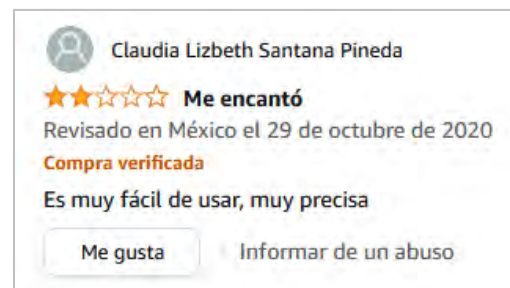 Claudia Lizbeth Santana Pineda
Me encantó
Revisado en México el 29 de octubre de 2020
Compra verificada
Es muy fácil de usar, muy precisa
Me gusta Informar de un abuso